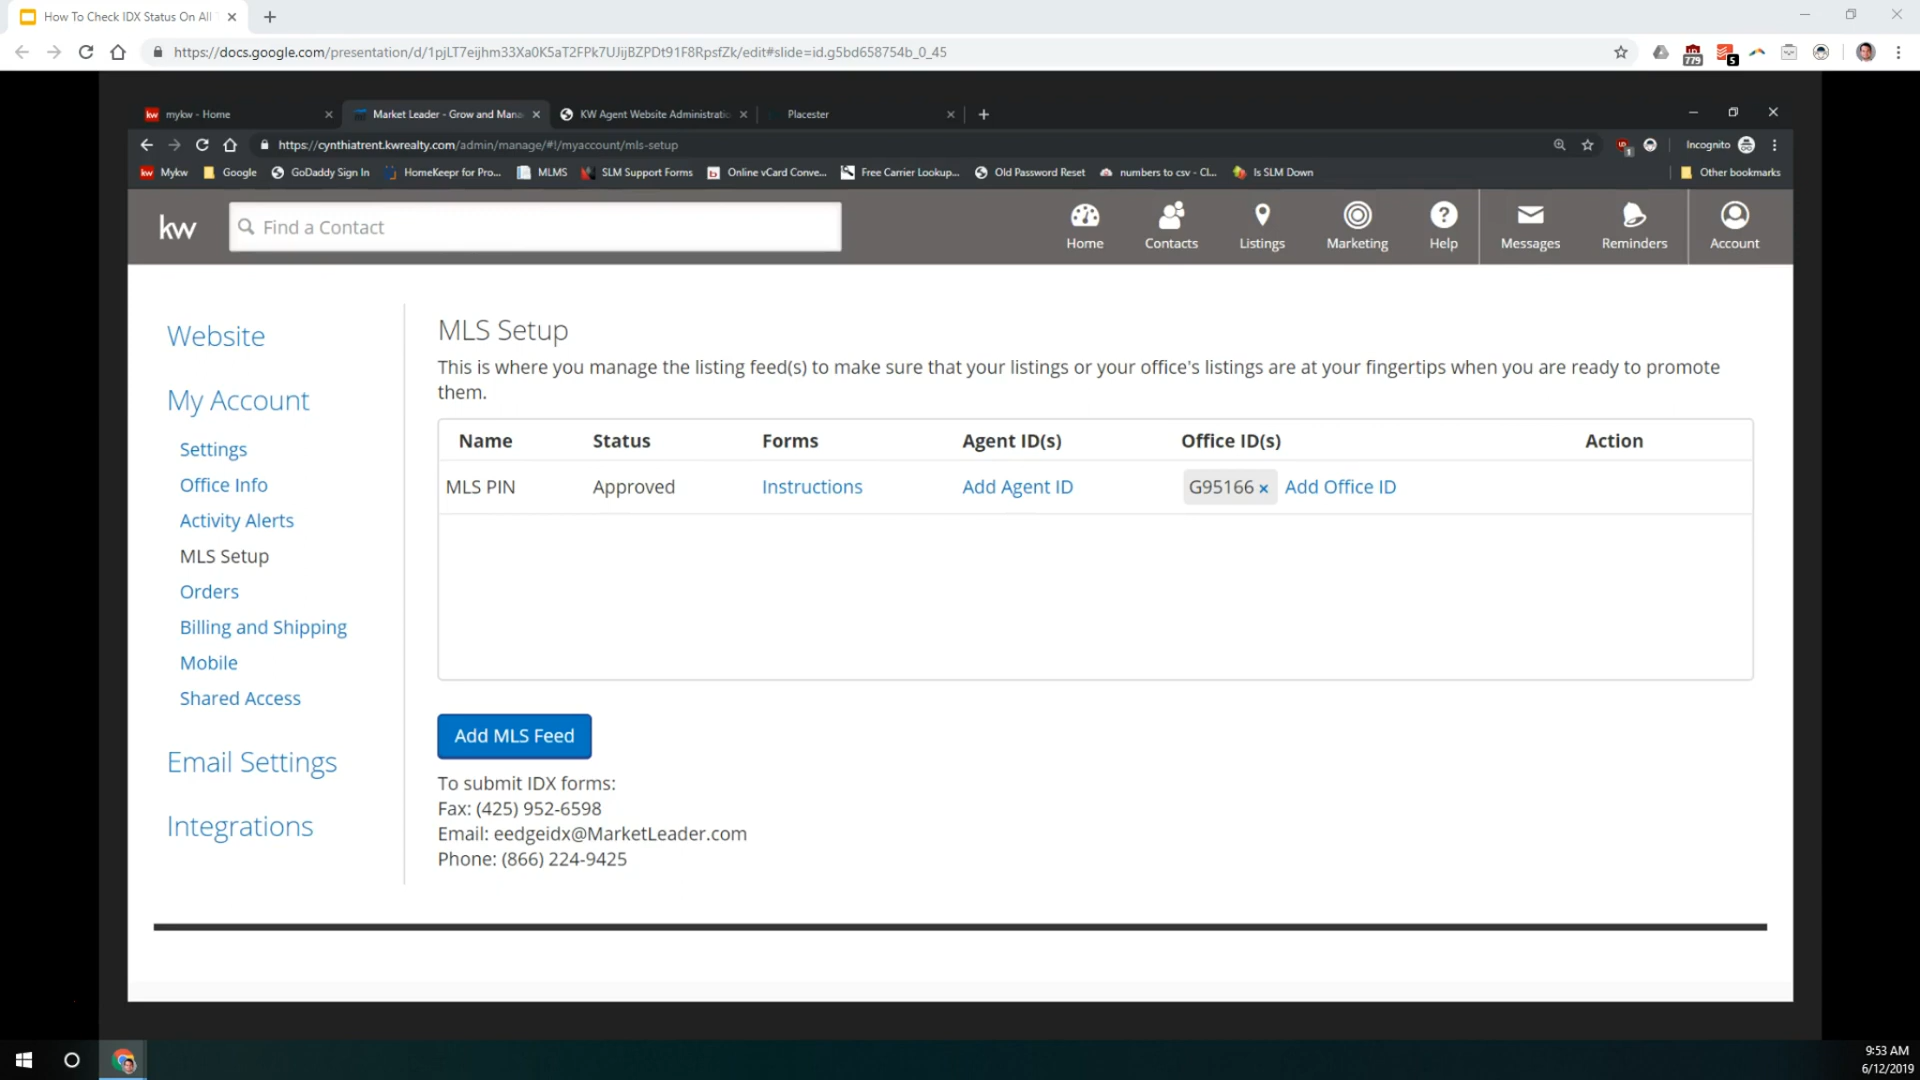 How To Check IDX Status On All
https://docs.google.com/presentation/d/1pjLT7eijhm33Xa0K5aT2FPk7UJijBZPDt91F8RpsfZk/edit#slide=id.g5bd658754b_0_45
779
5
kw mykw - Home
Market Leader - Grow and Mana
KW Agent Website Administratio
Placester
https://cynthiatrent.kwrealty.com/admin/manage/#!/myaccount/mls-setup
1
Incognito
kw Mykw
Google
GoDaddy Sign In
HomeKeepr for Pro...
MLMS
SLM Support Forms
Online vCard Conve...
Free Carrier Lookup...
Old Password Reset
numbers to csv - Cl...
Is SLM Down
Other bookmarks
kw
Find a Contact
Home
Contacts
Listings
Marketing
Help
Messages
Reminders
Account
Website
My Account
Settings
Office Info
Activity Alerts
MLS Setup
Orders
Billing and Shipping
Mobile
Shared Access
Email Settings
Integrations
MLS Setup
This is where you manage the listing feed(s) to make sure that your listings or your office's listings are at your fingertips when you are ready to promote
them.
Name Status Forms Agent ID(s) Office ID(s) Action
MLS PIN Approved Instructions Add Agent ID G95166 × Add Office ID
Add MLS Feed
To submit IDX forms:
Fax: (425) 952-6598
Email: eedgeidx@MarketLeader.com
Phone: (866) 224-9425
9:53 AM
6/12/2019